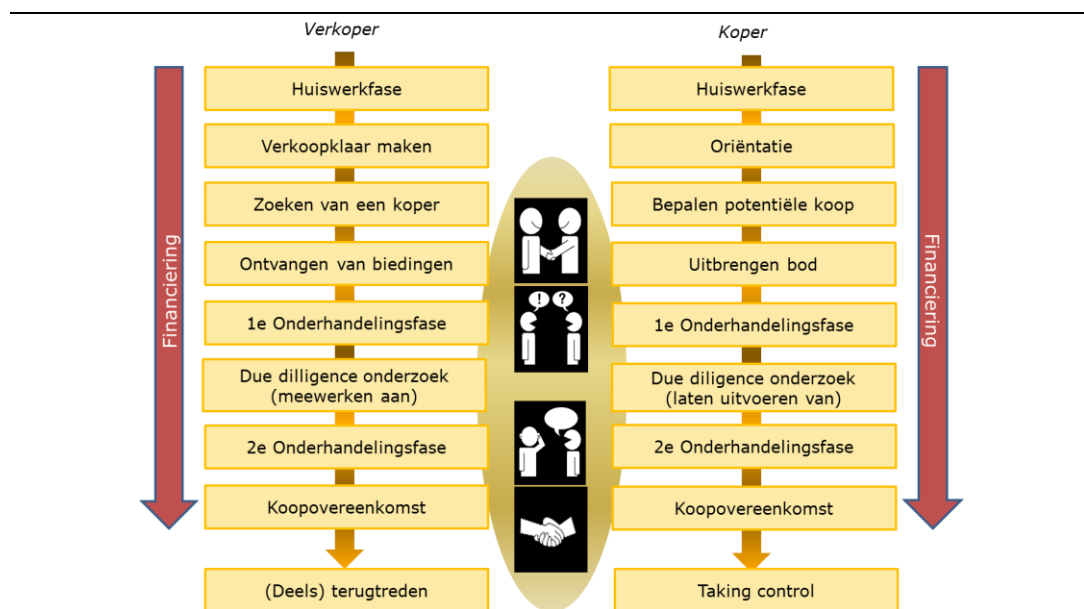 Verkoper
Koper
Financiering
Huiswerkfase
Verkoopklaar maken
Zoeken van een koper
Ontvangen van biedingen
1e Onderhandelingsfase
Due dilligence onderzoek
(meewerken aan)
2e Onderhandelingsfase
Koopovereenkomst
(Deels) terugtreden
!
?
Huiswerkfase
Oriëntatie
Bepalen potentiële koop
Uitbrengen bod
1e Onderhandelingsfase
Due diligence onderzoek
(laten uitvoeren van)
2e Onderhandelingsfase
Koopovereenkomst
Taking control
Financiering